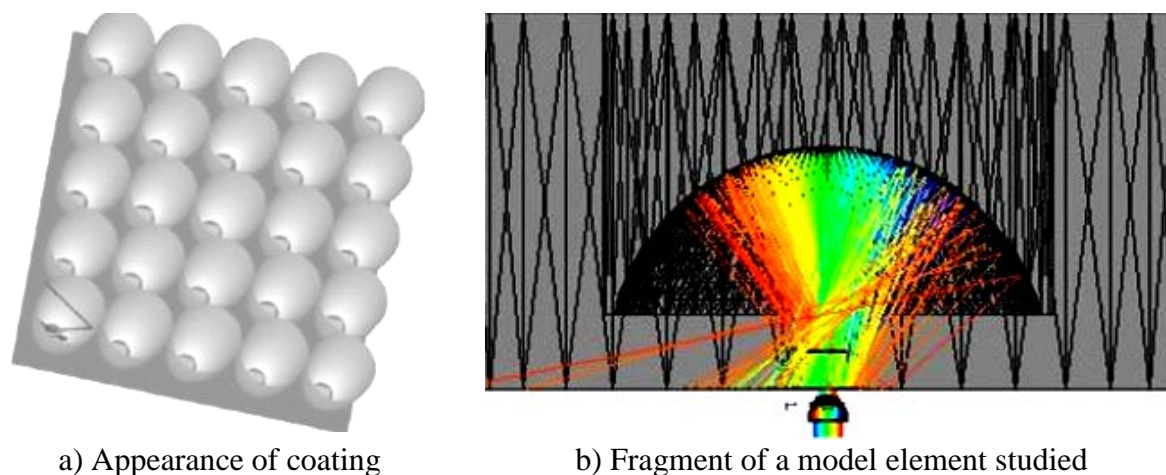 a) Appearance of coating
b) Fragment of a model element studied